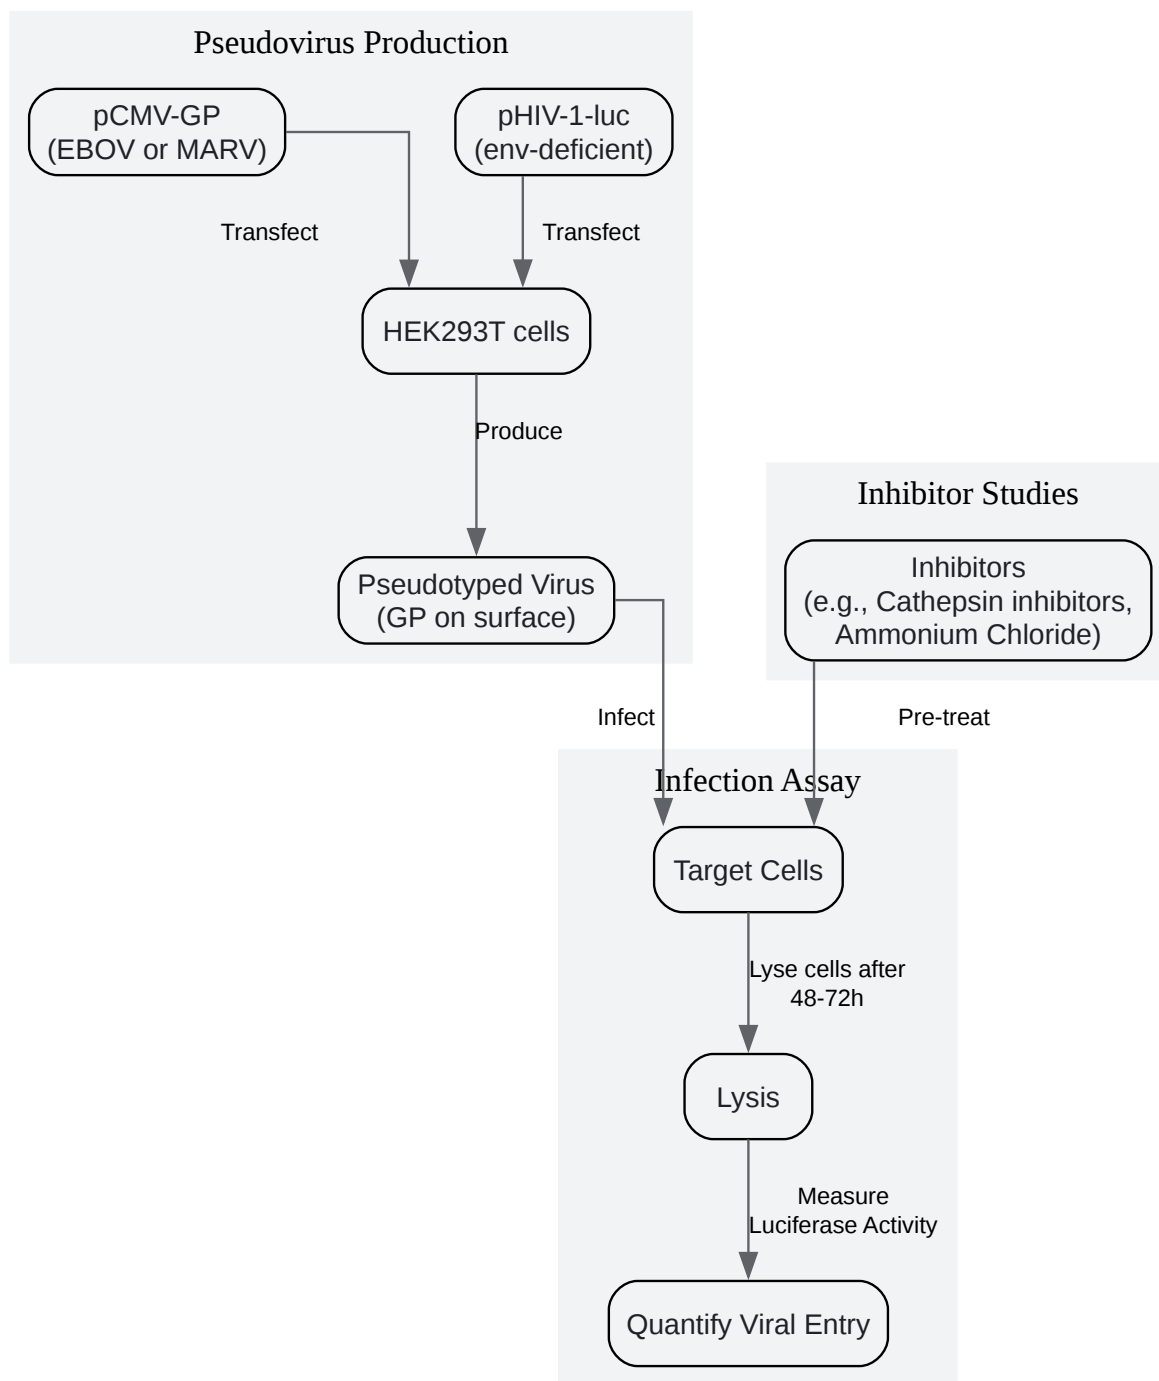 Pseudovirus Production
pCMV-GP
(EBOV or MARV)
pHIV-1-luc
(env-deficient)
Transfect
Transfect
HEK293T cells
Produce
Pseudotyped Virus
(GP on surface)
Inhibitor Studies
Inhibitors
(e.g., Cathepsin inhibitors,
Ammonium Chloride)
Infect
Pre-treat
Infection Assay
Target Cells
Lyse cells after
48-72h
Lysis
Measure
Luciferase Activity
Quantify Viral Entry